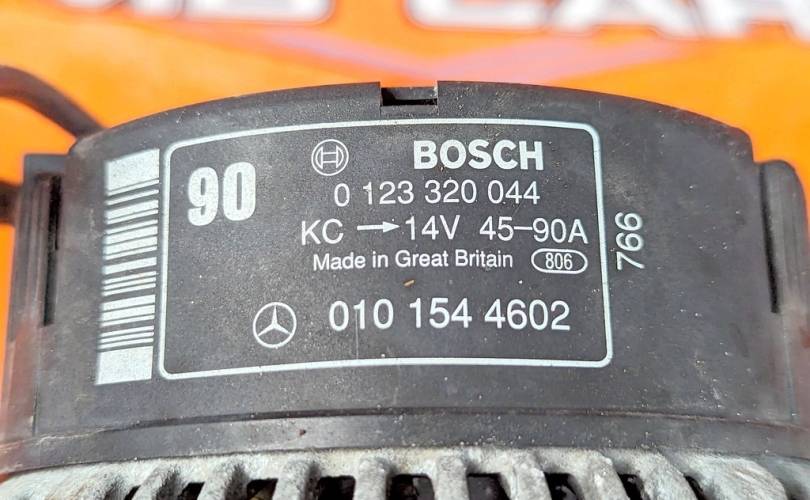 90
BOSCH
0 123 320 044
KC → 14V 45–90A
Made in Great Britain 806
010 154 4602
766